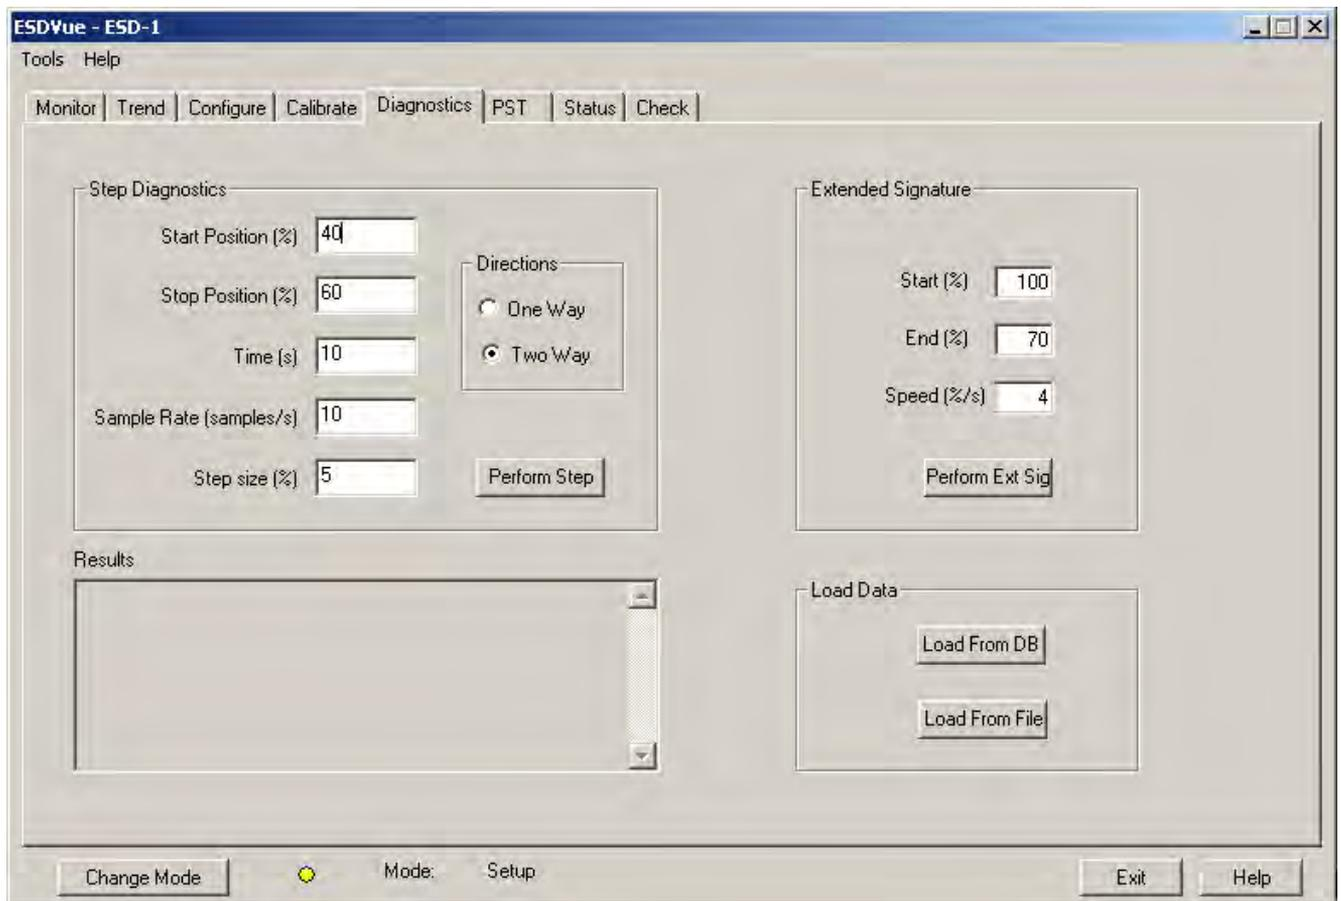 ESDVue - ESD-1
Tools Help
Monitor Trend Configure Calibrate Diagnostics PST Status Check
Step Diagnostics
Start Position (%) 40
Stop Position (%) 60
Time (s) 10
Sample Rate (samples/s) 10
Step size (%) 5
Directions
One Way
Two Way
Perform Step
Extended Signature
Start (%) 100
End (%) 70
Speed (%/s) 4
Perform Ext Sig
Results
Load Data
Load From DB
Load From File
Change Mode Mode: Setup Exit Help